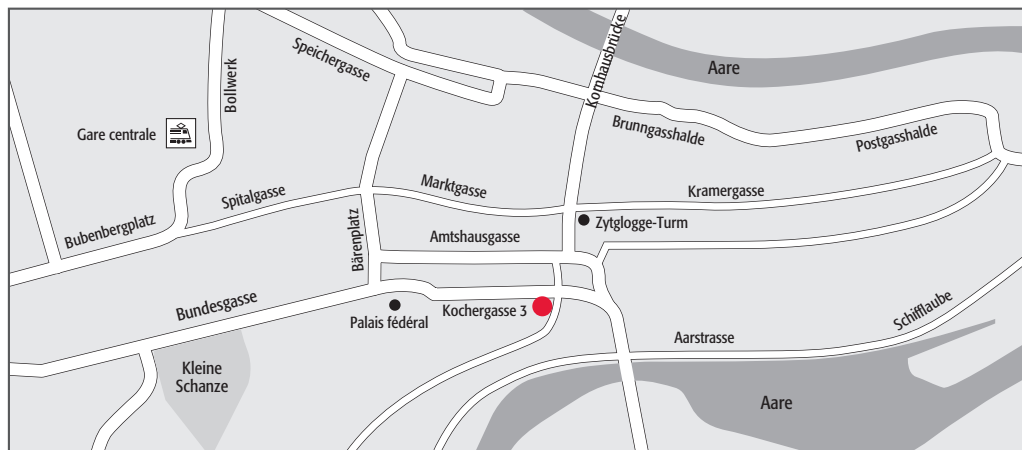 Speichergasse
Kornhausbrücke
Aare
Bollwerk
Gare centrale
Brunngasshalde
Postgasshalde
Marktgasse
Kramergasse
Spitalgasse
Bubenbergplatz
Zytglogge-Turm
Bärenplatz
Amtshausgasse
Bundesgasse
Palais fédéral
Kochergasse 3
Schifflaube
Aarstrasse
Kleine
Schanze
Aare